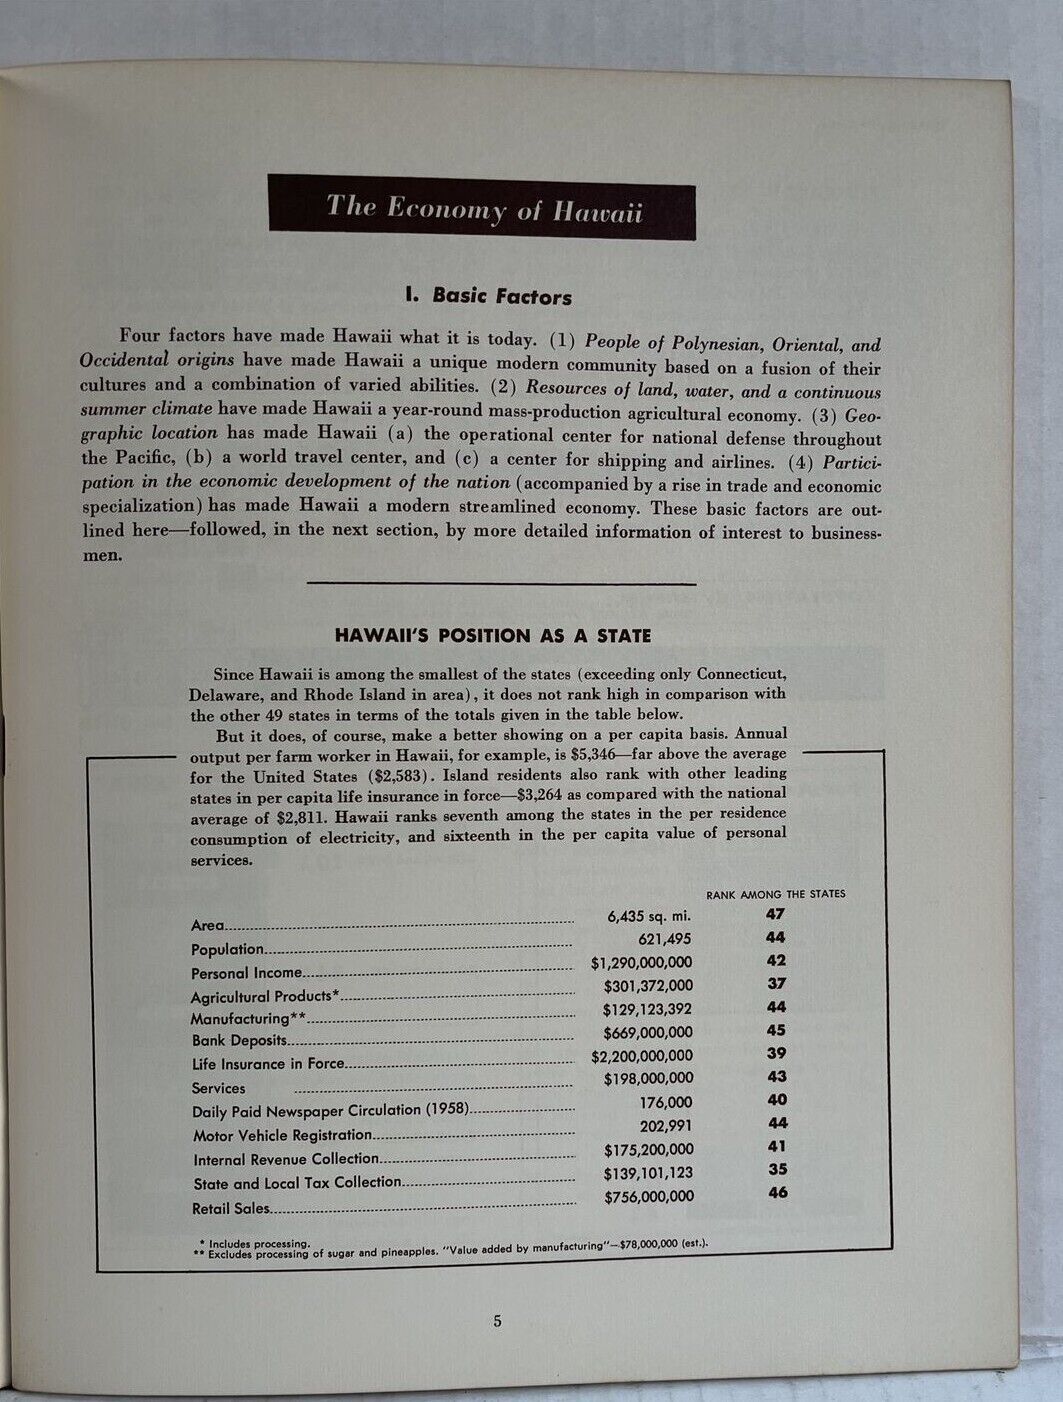 The Economy of Hawaii
I. Basic Factors
Four factors have made Hawaii what it is today. (1) People of Polynesian, Oriental, and
Occidental origins have made Hawaii a unique modern community based on a fusion of their
cultures and a combination of varied abilities. (2) Resources of land, water, and a continuous
summer climate have made Hawaii a year-round mass-production agricultural economy. (3) Geo-
graphic location has made Hawaii (a) the operational center for national defense throughout
the Pacific, (b) a world travel center, and (c) a center for shipping and airlines. (4) Partici-
pation in the economic development of the nation (accompanied by a rise in trade and economic
specialization) has made Hawaii a modern streamlined economy. These basic factors are out-
lined here—followed, in the next section, by more detailed information of interest to business-
men.
HAWAII'S POSITION AS A STATE
Since Hawaii is among the smallest of the states (exceeding only Connecticut,
Delaware, and Rhode Island in area), it does not rank high in comparison with
the other 49 states in terms of the totals given in the table below.
But it does, of course, make a better showing on a per capita basis. Annual
output per farm worker in Hawaii, for example, is $5,346—far above the average
for the United States ($2,583). Island residents also rank with other leading
states in per capita life insurance in force—$3,264 as compared with the national
average of $2,811. Hawaii ranks seventh among the states in the per residence
consumption of electricity, and sixteenth in the per capita value of personal
services.
RANK AMONG THE STATES
Area 6,435 sq. mi. 47
Population 621,495 44
Personal Income $1,290,000,000 42
Agricultural Products* $301,372,000 37
Manufacturing** $129,123,392 44
Bank Deposits $669,000,000 45
Life Insurance in Force $2,200,000,000 39
Services $198,000,000 43
Daily Paid Newspaper Circulation (1958) 176,000 40
Motor Vehicle Registration 202,991 44
Internal Revenue Collection $175,200,000 41
State and Local Tax Collection $139,101,123 35
Retail Sales $756,000,000 46
* Includes processing.
** Excludes processing of sugar and pineapples. "Value added by manufacturing"—$78,000,000 (est.).
5